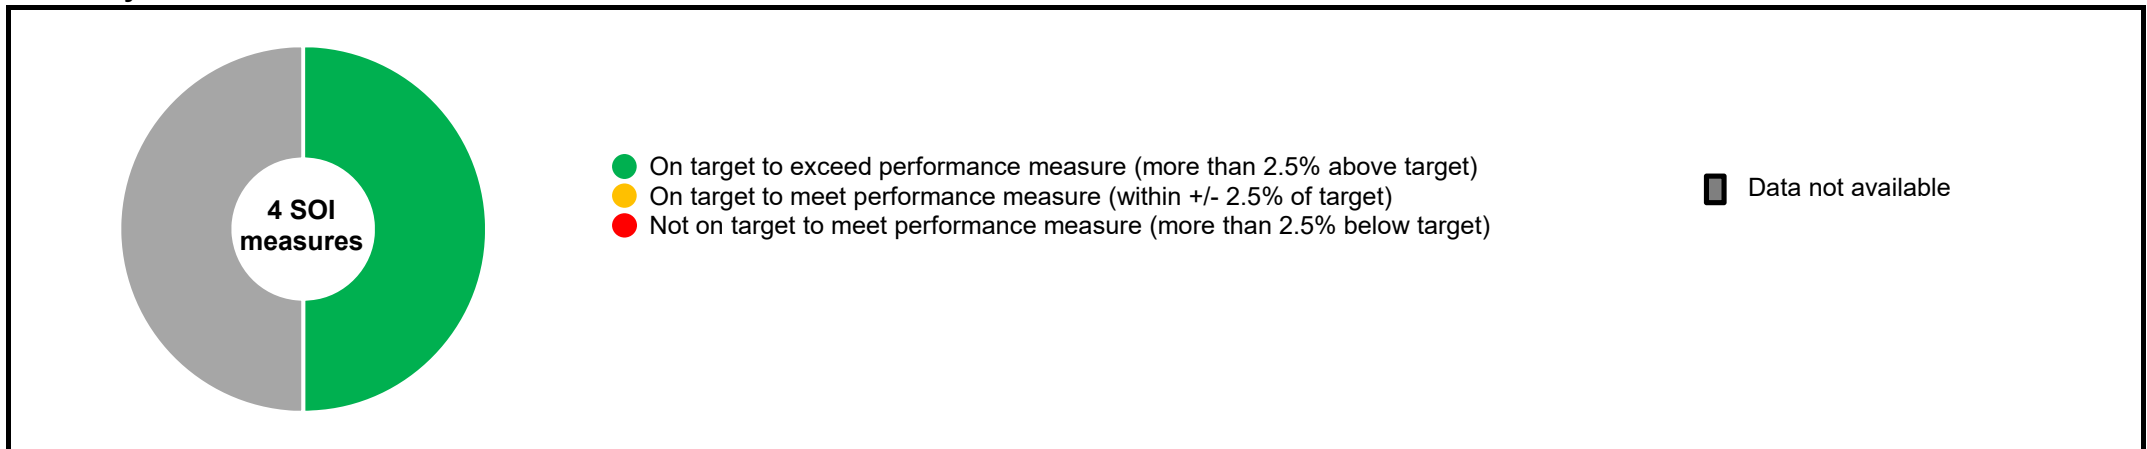 4 SOI
measures
On target to exceed performance measure (more than 2.5% above target)
On target to meet performance measure (within +/- 2.5% of target)
Not on target to meet performance measure (more than 2.5% below target)
Data not available